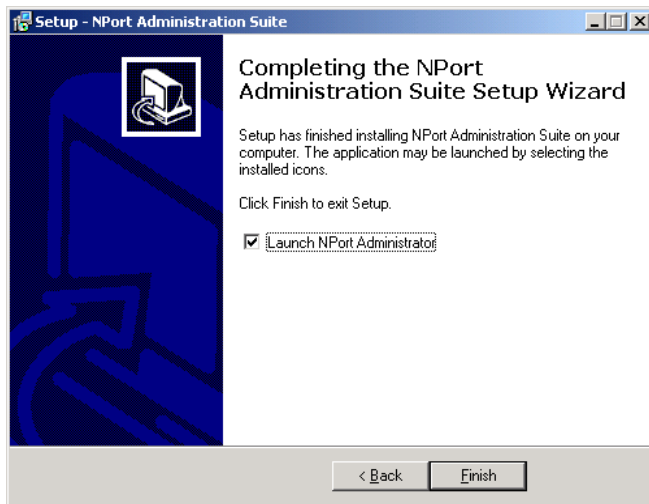 Setup - NPort Administration Suite
Completing the NPort
Administration Suite Setup Wizard
Setup has finished installing NPort Administration Suite on your
computer. The application may be launched by selecting the
installed icons.
Click Finish to exit Setup.
Launch NPort Administrator
< Back
Finish